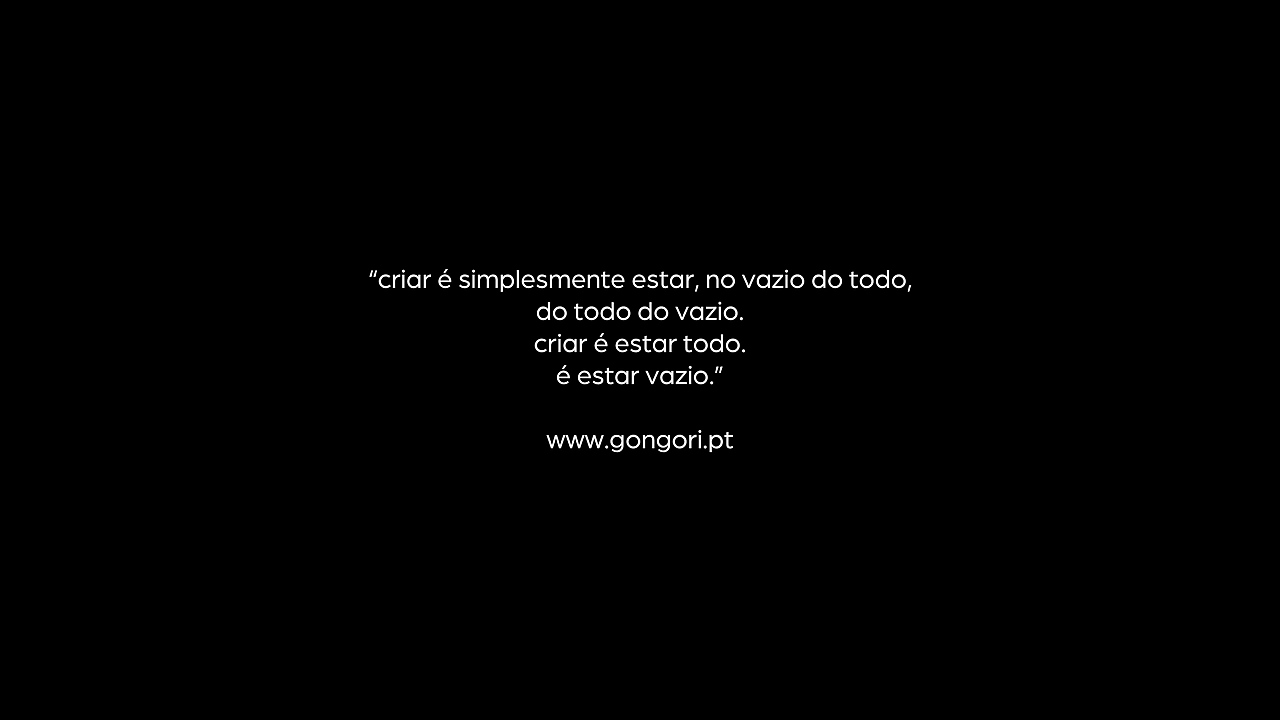 “criar é simplesmente estar, no vazio do todo,
do todo do vazio.
criar é estar todo.
é estar vazio.”
www.gongori.pt